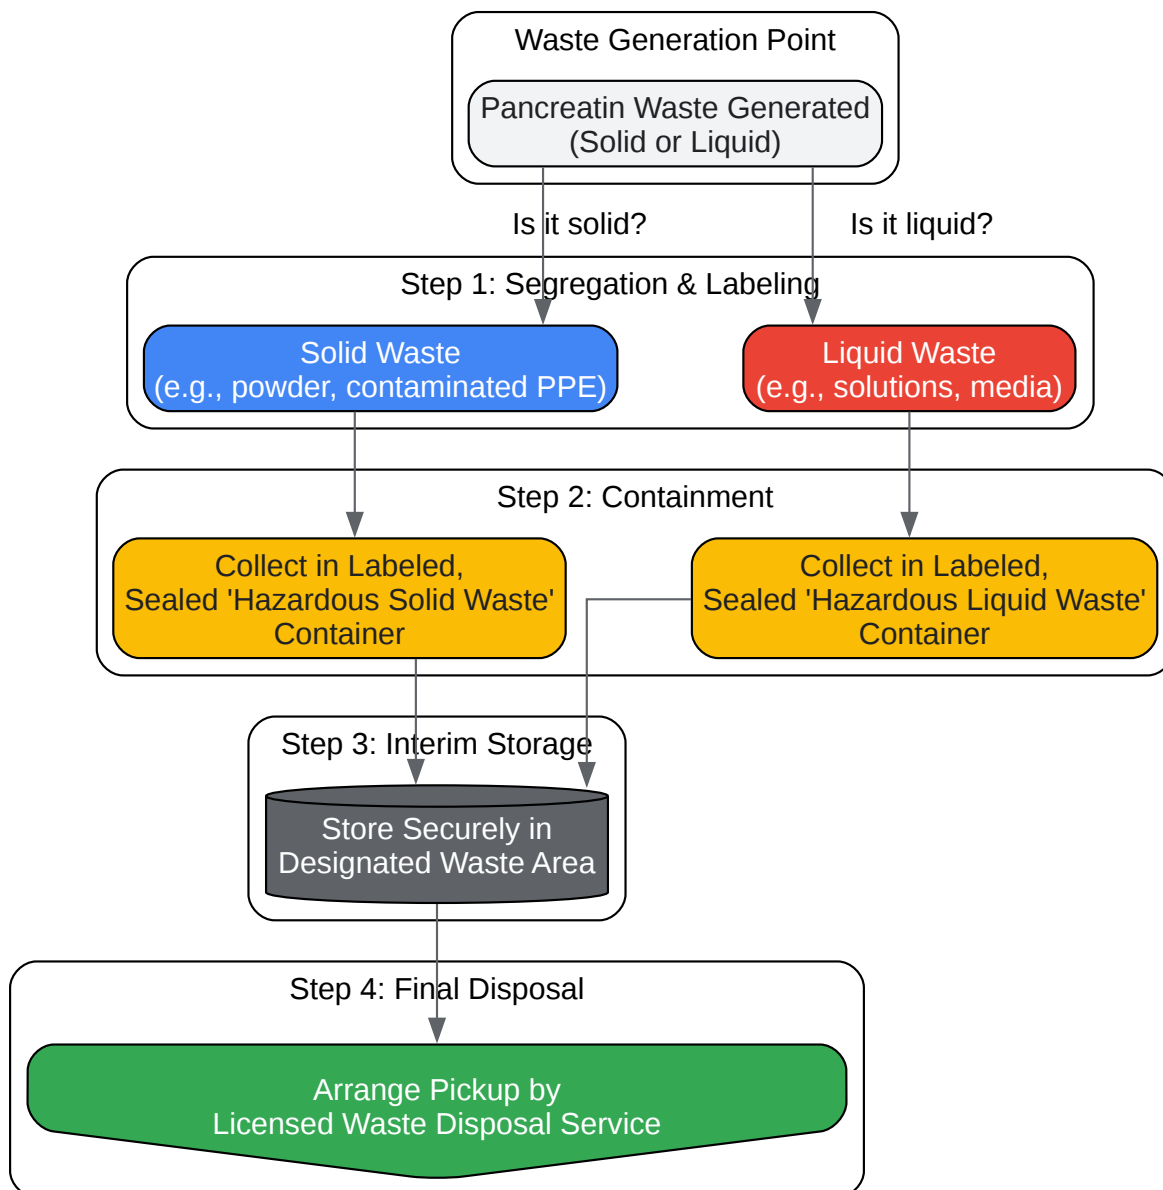 Waste Generation Point
Pancreatin Waste Generated
(Solid or Liquid)
Is it solid?
Is it liquid?
Step 1: Segregation & Labeling
Solid Waste
(e.g., powder, contaminated PPE)
Liquid Waste
(e.g., solutions, media)
Step 2: Containment
Collect in Labeled,
Sealed 'Hazardous Solid Waste'
Container
Collect in Labeled,
Sealed 'Hazardous Liquid Waste'
Container
Step 3: Interim Storage
Store Securely in
Designated Waste Area
Step 4: Final Disposal
Arrange Pickup by
Licensed Waste Disposal Service